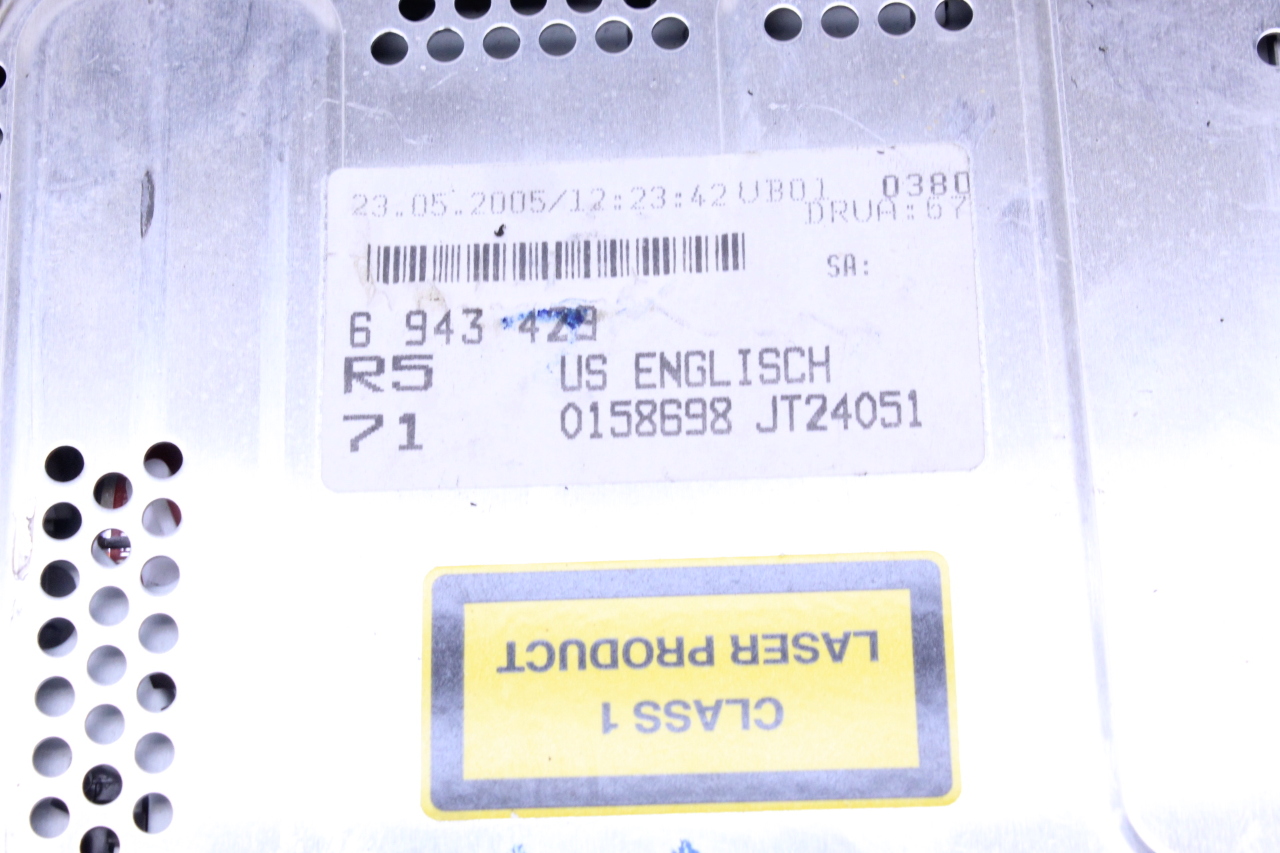 23.05.2005/12:23:42 UB01 0380
DRVA:67
SA:
6 943 429
R5 US ENGLISCH
71 0158698 JT24051
CLASS 1
LASER PRODUCT